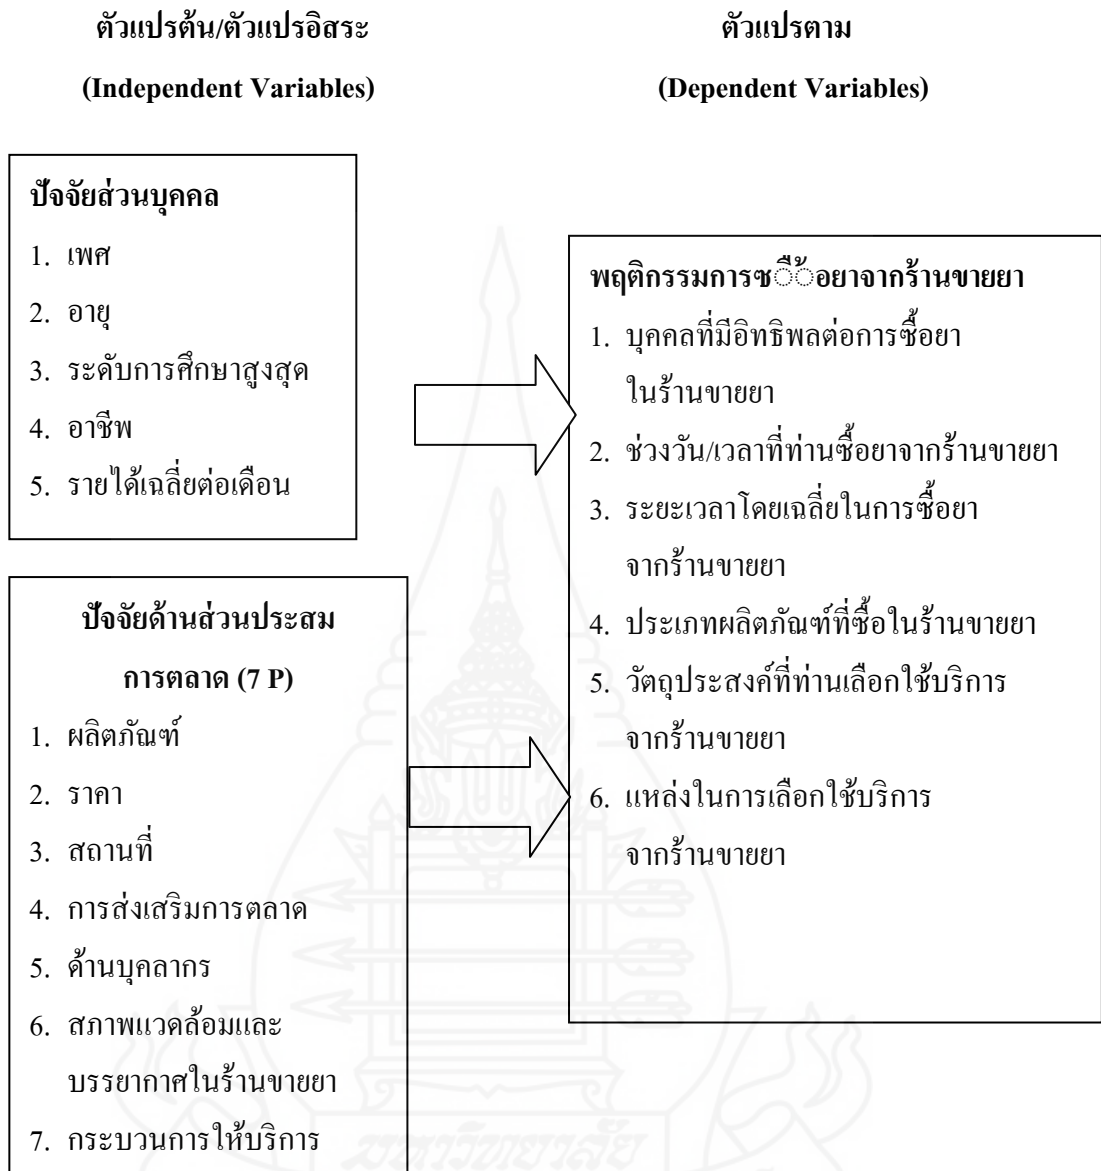 ตัวแปรต้น/ตัวแปรอิสระ
(Independent Variables)
ตัวแปรตาม
(Dependent Variables)
ปัจจัยส่วนบุคคล
1. เพศ
2. อายุ
3. ระดับการศึกษาสูงสุด
4. อาชีพ
5. รายได้เฉลี่ยต่อเดือน
ปัจจัยด้านส่วนประสม
การตลาด (7 P)
1. ผลิตภัณฑ์
2. ราคา
3. สถานที่
4. การส่งเสริมการตลาด
5. ด้านบุคลากร
6. สภาพแวดล้อมและ
บรรยากาศในร้านขายยา
7. กระบวนการให้บริการ
พฤติกรรมการซื้อยาจากร้านขายยา
1. บุคคลที่มีอิทธิพลต่อการซื้อยา
ในร้านขายยา
2. ช่วงวัน/เวลาที่ท่านซื้อยาจากร้านขายยา
3. ระยะเวลาโดยเฉลี่ยในการซื้อยา
จากร้านขายยา
4. ประเภทผลิตภัณฑ์ที่ซื้อในร้านขายยา
5. วัตถุประสงค์ที่ท่านเลือกใช้บริการ
จากร้านขายยา
6. แหล่งในการเลือกใช้บริการ
จากร้านขายยา
มหาวิทยาลัย